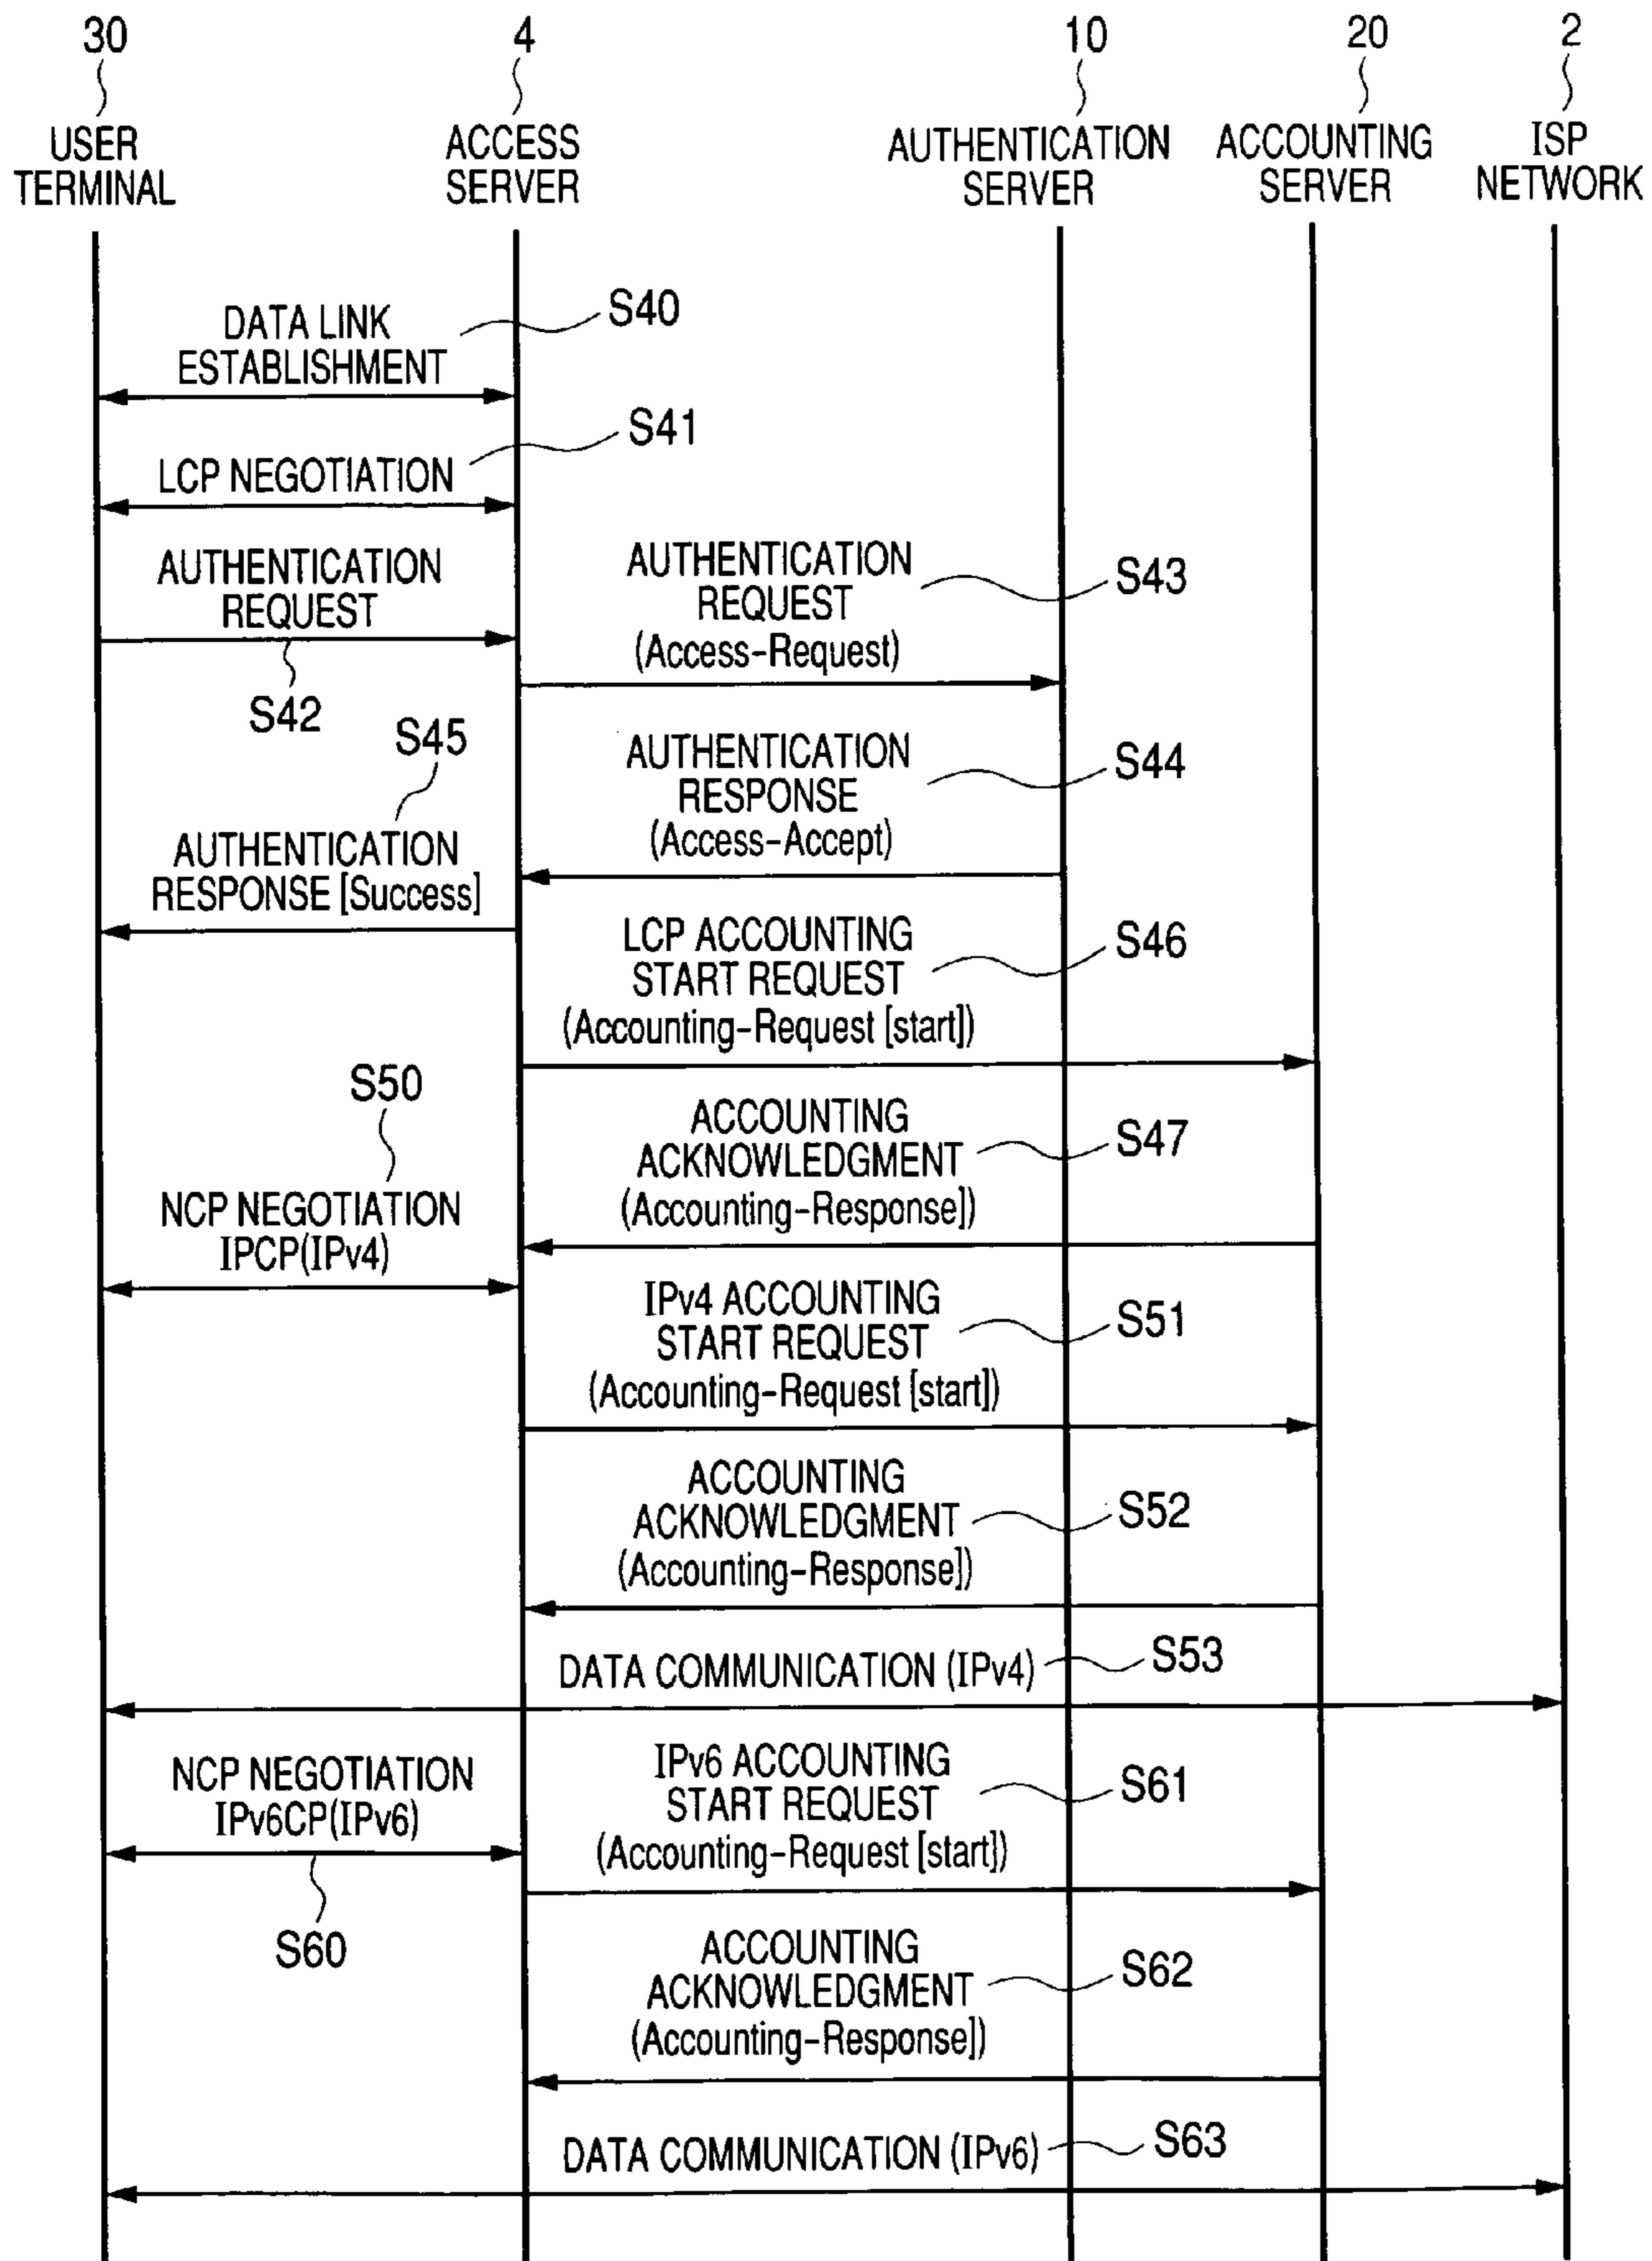 30
4
10
20
2
USER
TERMINAL
ACCESS
SERVER
AUTHENTICATION
SERVER
ACCOUNTING
SERVER
ISP
NETWORK
DATA LINK
ESTABLISHMENT
S40
LCP NEGOTIATION
S41
AUTHENTICATION
REQUEST
S42
AUTHENTICATION
REQUEST
(Access-Request)
S43
AUTHENTICATION
RESPONSE
(Access-Accept)
S44
S45
AUTHENTICATION
RESPONSE [Success]
LCP ACCOUNTING
START REQUEST
(Accounting-Request [start])
S46
ACCOUNTING
ACKNOWLEDGMENT
(Accounting-Response])
S47
S50
NCP NEGOTIATION
IPCP(IPv4)
IPv4 ACCOUNTING
START REQUEST
(Accounting-Request [start])
S51
ACCOUNTING
ACKNOWLEDGMENT
(Accounting-Response])
S52
DATA COMMUNICATION (IPv4)
S53
NCP NEGOTIATION
IPv6CP(IPv6)
S60
IPv6 ACCOUNTING
START REQUEST
(Accounting-Request [start])
S61
ACCOUNTING
ACKNOWLEDGMENT
(Accounting-Response])
S62
DATA COMMUNICATION (IPv6)
S63